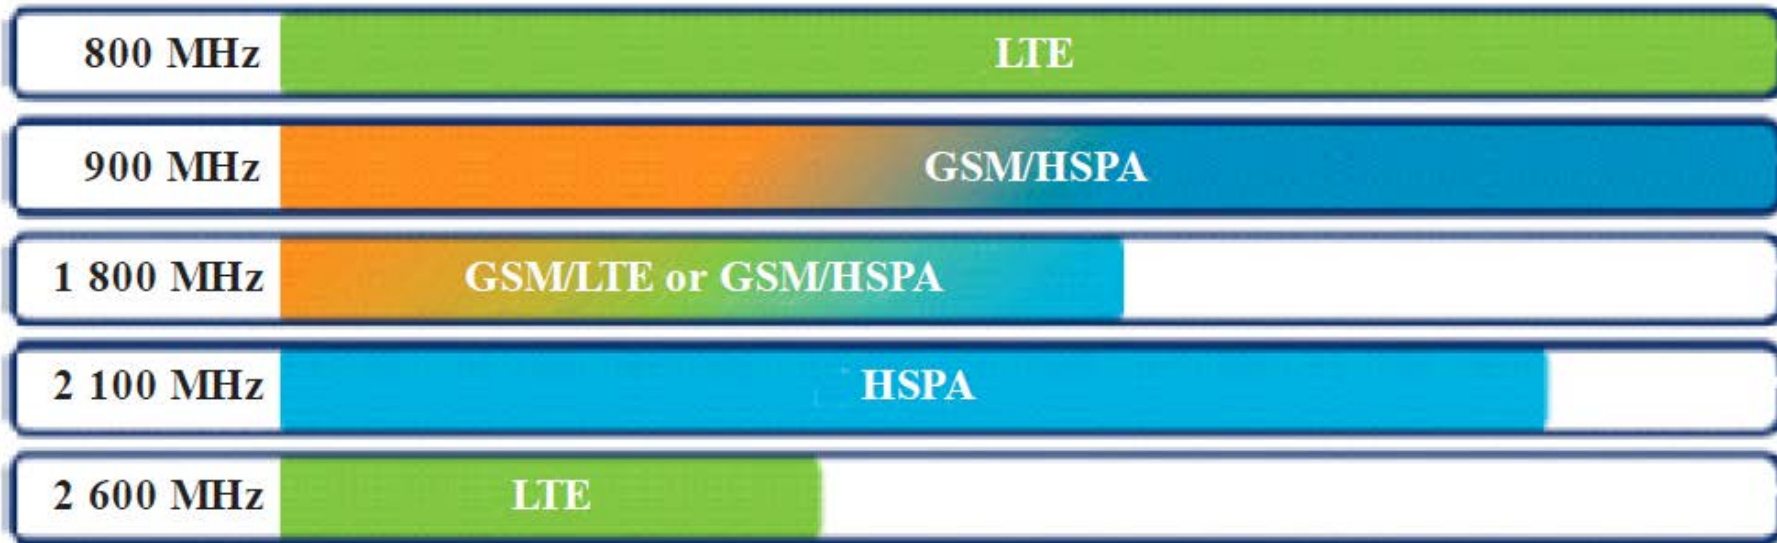 800 MHz LTE
900 MHz GSM/HSPA
1 800 MHz GSM/LTE or GSM/HSPA
2 100 MHz HSPA
2 600 MHz LTE